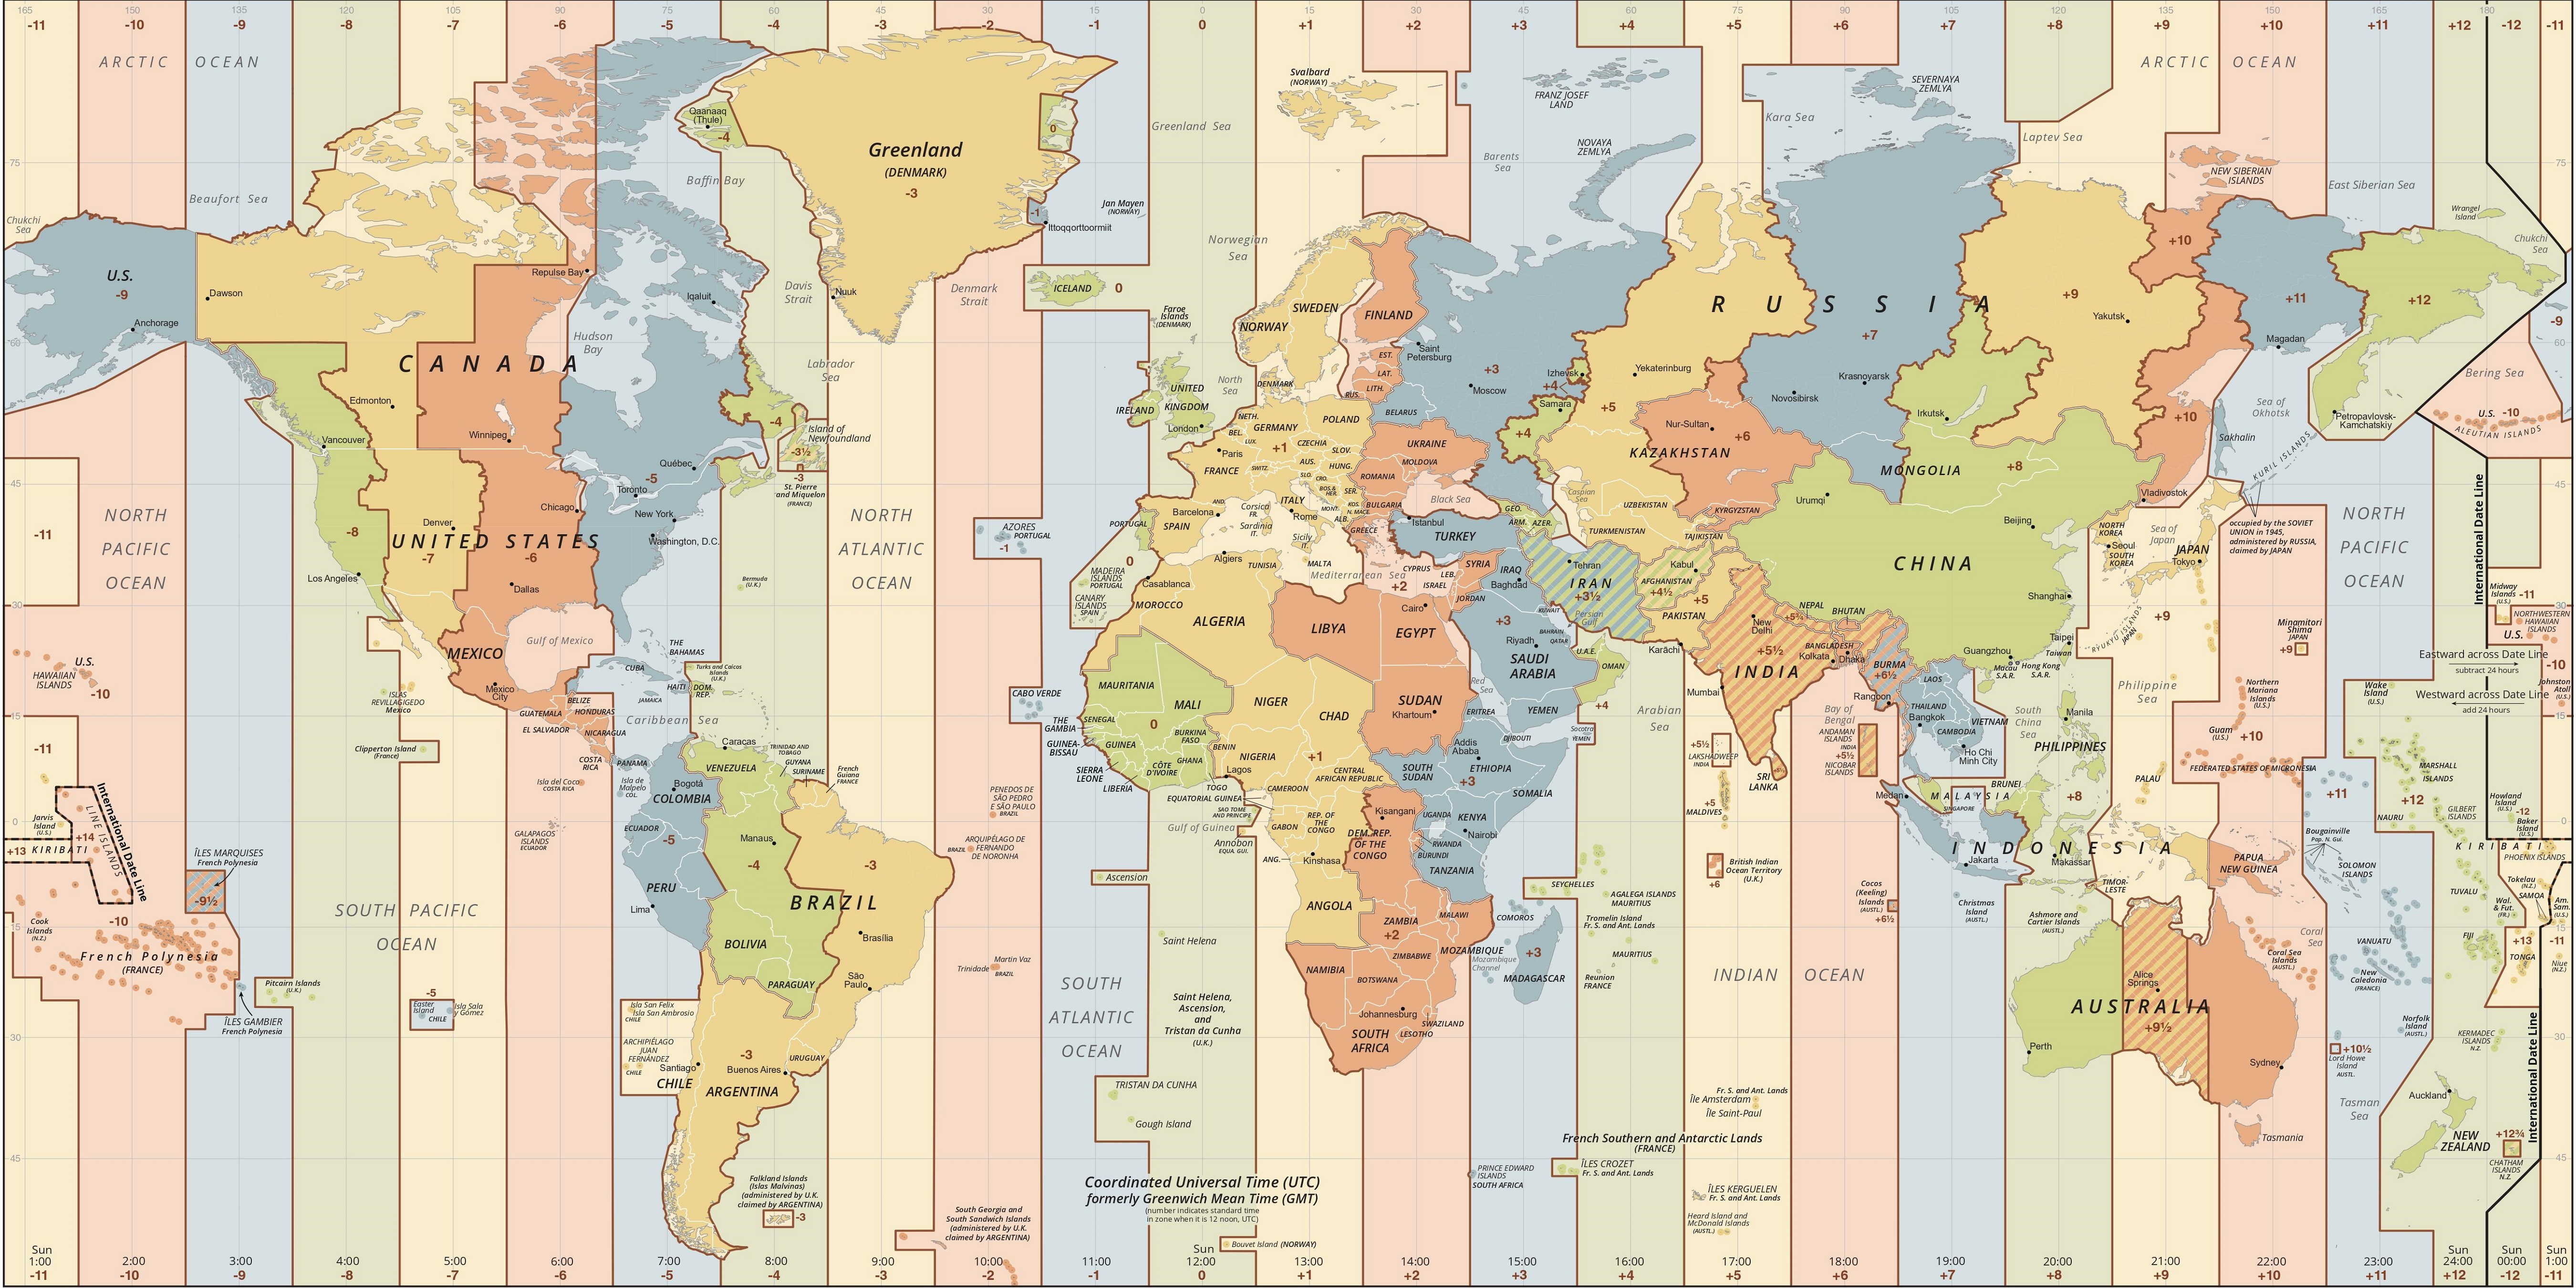 165 150 135 120 105 90 75 60 45 30 15 0 15 30 45 60 75 90 105 120 135 150 165 180
-11 -10 -9 -8 -7 -6 -5 -4 -3 -2 -1 0 +1 +2 +3 +4 +5 +6 +7 +8 +9 +10 +11 +12 -12 -11
ARCTIC OCEAN
ARCTIC OCEAN
Chukchi
Sea
Beaufort Sea
Baffin Bay
Qaanaaq
(Thule)
-4
Greenland
(DENMARK)
-3
0
-1
Ittoqqortoormiit
Jan Mayen
(NORWAY)
Greenland Sea
Svalbard
(NORWAY)
FRANZ JOSEF
LAND
NOVAYA
ZEMLYA
Barents
Sea
Kara Sea
SEVERNAYA
ZEMLYA
Laptev Sea
NEW SIBERIAN
ISLANDS
East Siberian Sea
Wrangel
Island
Chukchi
Sea
U.S.
-9
Anchorage
Dawson
Repulse Bay
Iqaluit
Davis
Strait
Nuuk
Denmark
Strait
ICELAND
0
Norwegian
Sea
Faroe
Islands
(DENMARK)
Hudson
Bay
CANADA
Edmonton
Winnipeg
Vancouver
Labrador
Sea
-4
Island of
Newfoundland
-3½
-3
St. Pierre
and Miquelon
(FRANCE)
Québec
-5
Toronto
New York
Washington, D.C.
Chicago
Denver
UNITED STATES
-8
-7
-6
Los Angeles
Dallas
Bermuda
(U.K.)
NORTH
PACIFIC
OCEAN
-11
NORTH
ATLANTIC
OCEAN
AZORES
PORTUGAL
-1
Gulf of Mexico
MEXICO
Mexico
City
ISLAS
REVILLAGIGEDO
Mexico
Clipperton Island
(France)
U.S.
HAWAIIAN
ISLANDS
-10
-11
THE
BAHAMAS
CUBA
Turks and Caicos
Islands
(U.K.)
HAITI
DOM.
REP.
JAMAICA
BELIZE
GUATEMALA
HONDURAS
EL SALVADOR
NICARAGUA
COSTA
RICA
PANAMA
Caribbean Sea
Isla del Coco
COSTA RICA
Isla de
Malpelo
COL.
Caracas
TRINIDAD AND
TOBAGO
GUYANA
SURINAME
French
Guiana
FRANCE
VENEZUELA
Bogotá
COLOMBIA
ECUADOR
GALAPAGOS
ISLANDS
ECUADOR
-5
PERU
Lima
Manaus
-4
-3
BRAZIL
Brasília
BOLIVIA
São
Paulo
PARAGUAY
-3
URUGUAY
Buenos Aires
Santiago
CHILE
ARGENTINA
Isla San Felix
Isla San Ambrosio
CHILE
ARCHIPIÉLAGO
JUAN
FERNÁNDEZ
CHILE
-5
Easter
Island
CHILE
Isla Sala
y Gómez
Pitcairn Islands
(U.K.)
ÎLES MARQUISES
French Polynesia
-9½
ÎLES GAMBIER
French Polynesia
SOUTH PACIFIC
OCEAN
Jarvis
Island
(U.S.)
+13 KIRIBATI
+14
LINE ISLANDS
International Date Line
-10
Cook
Islands
(N.Z.)
French Polynesia
(FRANCE)
Falkland Islands
(Islas Malvinas)
(administered by U.K.
claimed by ARGENTINA)
-3
South Georgia and
South Sandwich Islands
(administered by U.K.
claimed by ARGENTINA)
PENEDOS DE
SÃO PEDRO
E SÃO PAULO
BRAZIL
ARQUIPÉLAGO DE
FERNANDO
DE NORONHA
BRAZIL
Martin Vaz
Trinidade
BRAZIL
SOUTH
ATLANTIC
OCEAN
Ascension
Saint Helena
Saint Helena,
Ascension,
and
Tristan da Cunha
(U.K.)
TRISTAN DA CUNHA
Gough Island
Coordinated Universal Time (UTC)
formerly Greenwich Mean Time (GMT)
(number indicates standard time
in zone when it is 12 noon, UTC)
Bouvet Island (NORWAY)
CABO VERDE
MADEIRA
ISLANDS
PORTUGAL
CANARY
ISLANDS
SPAIN
0
IRELAND
UNITED
KINGDOM
London
North
Sea
NORWAY
SWEDEN
FINLAND
DENMARK
EST.
LAT.
LITH.
RUS.
BELARUS
NETH.
BEL.
LUX.
GERMANY
POLAND
CZECHIA
SLOV.
+1
Paris
FRANCE
SWITZ.
AUS.
HUNG.
SLO.
CRO.
BOS.&
HER.
SER.
MONT.
KOS.
N. MACE.
ALB.
ITALY
Rome
Corsica
FR.
Sardinia
IT.
Sicily
IT.
AND.
Barcelona
PORTUGAL
SPAIN
UKRAINE
MOLDOVA
ROMANIA
BULGARIA
GREECE
Black Sea
Istanbul
TURKEY
CYPRUS
SYRIA
LEB.
ISRAEL
JORDAN
MALTA
Mediterranean Sea
+2
Algiers
TUNISIA
Casablanca
MOROCCO
ALGERIA
LIBYA
Cairo
EGYPT
MAURITANIA
MALI
NIGER
CHAD
SUDAN
Khartoum
0
SENEGAL
THE
GAMBIA
GUINEA-
BISSAU
GUINEA
SIERRA
LEONE
LIBERIA
CÔTE
D'IVOIRE
BURKINA
FASO
GHANA
TOGO
BENIN
NIGERIA
Lagos
+1
CAMEROON
CENTRAL
AFRICAN REPUBLIC
EQUATORIAL GUINEA
SAO TOME
AND PRINCIPE
Gulf of Guinea
Annobon
EQUA. GUI.
GABON
REP. OF
THE
CONGO
ANG.
Kinshasa
Kisangani
DEM. REP.
OF THE
CONGO
SOUTH
SUDAN
Addis
Ababa
ETHIOPIA
ERITREA
DJIBOUTI
SOMALIA
+3
UGANDA
KENYA
Nairobi
RWANDA
BURUNDI
TANZANIA
ANGOLA
ZAMBIA
+2
MALAWI
MOZAMBIQUE
ZIMBABWE
NAMIBIA
BOTSWANA
Johannesburg
SWAZILAND
LESOTHO
SOUTH
AFRICA
Mozambique
Channel
COMOROS
+3
MADAGASCAR
SEYCHELLES
AGALEGA ISLANDS
MAURITIUS
Tromelin Island
Fr. S. and Ant. Lands
MAURITIUS
Reunion
FRANCE
French Southern and Antarctic Lands
(FRANCE)
ÎLES CROZET
Fr. S. and Ant. Lands
PRINCE EDWARD
ISLANDS
SOUTH AFRICA
ÎLES KERGUELEN
Fr. S. and Ant. Lands
Heard Island and
McDonald Islands
(AUSTL.)
Fr. S. and Ant. Lands
Île Amsterdam
Île Saint-Paul
INDIAN OCEAN
RUSSIA
Saint
Petersburg
Moscow
+3
Izhevsk
+4
Samara
+4
Yekaterinburg
+5
Novosibirsk
Krasnoyarsk
+7
Irkutsk
Yakutsk
+9
+10
+10
+11
Magadan
+12
Petropavlovsk-
Kamchatskiy
Sea of
Okhotsk
Sakhalin
KURIL ISLANDS
Bering Sea
-9
U.S. -10
ALEUTIAN ISLANDS
Nur-Sultan
+6
KAZAKHSTAN
Caspian
Sea
UZBEKISTAN
TURKMENISTAN
KYRGYZSTAN
TAJIKISTAN
GEO.
ARM.
AZER.
IRAQ
Baghdad
Tehran
IRAN
+3½
Persian
Gulf
KUWAIT
BAHRAIN
QATAR
Riyadh
+3
SAUDI
ARABIA
Red
Sea
YEMEN
U.A.E.
OMAN
+4
Socotra
YEMEN
Kabul
AFGHANISTAN
+4½
+5
PAKISTAN
Karāchi
Arabian
Sea
New
Delhi
+5½
INDIA
Mumbai
Kolkata
NEPAL
+5¾
BHUTAN
BANGLADESH
Dhaka
BURMA
+6½
Rangoon
Bay of
Bengal
ANDAMAN
ISLANDS
INDIA
+5½
NICOBAR
ISLANDS
+5½
LAKSHADWEEP
INDIA
SRI
LANKA
+5
MALDIVES
British Indian
Ocean Territory
(U.K.)
+6
Cocos
(Keeling)
Islands
(AUSTL.)
+6½
Christmas
Island
(AUSTL.)
MONGOLIA
+8
Urumqi
Beijing
CHINA
Shanghai
Guangzhou
Macau
S.A.R.
Hong Kong
S.A.R.
Taipei
Taiwan
Vladivostok
NORTH
KOREA
Seoul
SOUTH
KOREA
Sea of
Japan
JAPAN
Tokyo
+9
RYUKYU ISLANDS
JAPAN
occupied by the SOVIET
UNION in 1945,
administered by RUSSIA,
claimed by JAPAN
NORTH
PACIFIC
OCEAN
International Date Line
Midway
Islands
(U.S.)
-11
NORTHWESTERN
HAWAIIAN
ISLANDS
U.S.
-10
Minamitori
Shima
JAPAN
+9
Eastward across Date Line
subtract 24 hours
Westward across Date Line
add 24 hours
Johnston
Atoll
(U.S.)
Wake
Island
(U.S.)
LAOS
THAILAND
Bangkok
VIETNAM
CAMBODIA
Ho Chi
Minh City
South
China
Sea
Manila
PHILIPPINES
Philippine
Sea
Northern
Mariana
Islands
(U.S.)
Guam
(U.S.)
+10
FEDERATED STATES OF MICRONESIA
PALAU
BRUNEI
MALAYSIA
SINGAPORE
Medan
+8
INDONESIA
Jakarta
Makassar
TIMOR-
LESTE
Ashmore and
Cartier Islands
(AUSTL.)
PAPUA
NEW GUINEA
Bougainville
Pap. N. Gui.
SOLOMON
ISLANDS
+11
+12
MARSHALL
ISLANDS
NAURU
GILBERT
ISLANDS
Howland
Island
(U.S.)
-12
Baker
Island
(U.S.)
KIRIBATI
PHOENIX ISLANDS
TUVALU
Tokelau
(N.Z.)
SAMOA
Wal.
& Fut.
(FR.)
Am.
Sam.
(U.S.)
FIJI
+13
-11
TONGA
Niue
(N.Z.)
VANUATU
New
Caledonia
(FRANCE)
Coral
Sea
Coral Sea
Islands
(AUSTL.)
Alice
Springs
AUSTRALIA
+9½
Perth
Sydney
Tasmania
Tasman
Sea
Norfolk
Island
(AUSTL.)
+10½
Lord Howe
Island
AUSTL.
KERMADEC
ISLANDS
N.Z.
Auckland
NEW
ZEALAND
+12¾
CHATHAM
ISLANDS
N.Z.
International Date Line
75 60 45 30 15 0 15 30 45
75 30 15 0 15 30 45
Sun
1:00 2:00 3:00 4:00 5:00 6:00 7:00 8:00 9:00 10:00 11:00
Sun
12:00 13:00 14:00 15:00 16:00 17:00 18:00 19:00 20:00 21:00 22:00 23:00
Sun
24:00
Sun
00:00
Sun
1:00
-11 -10 -9 -8 -7 -6 -5 -4 -3 -2 -1 0 +1 +2 +3 +4 +5 +6 +7 +8 +9 +10 +11 +12 -12 -11